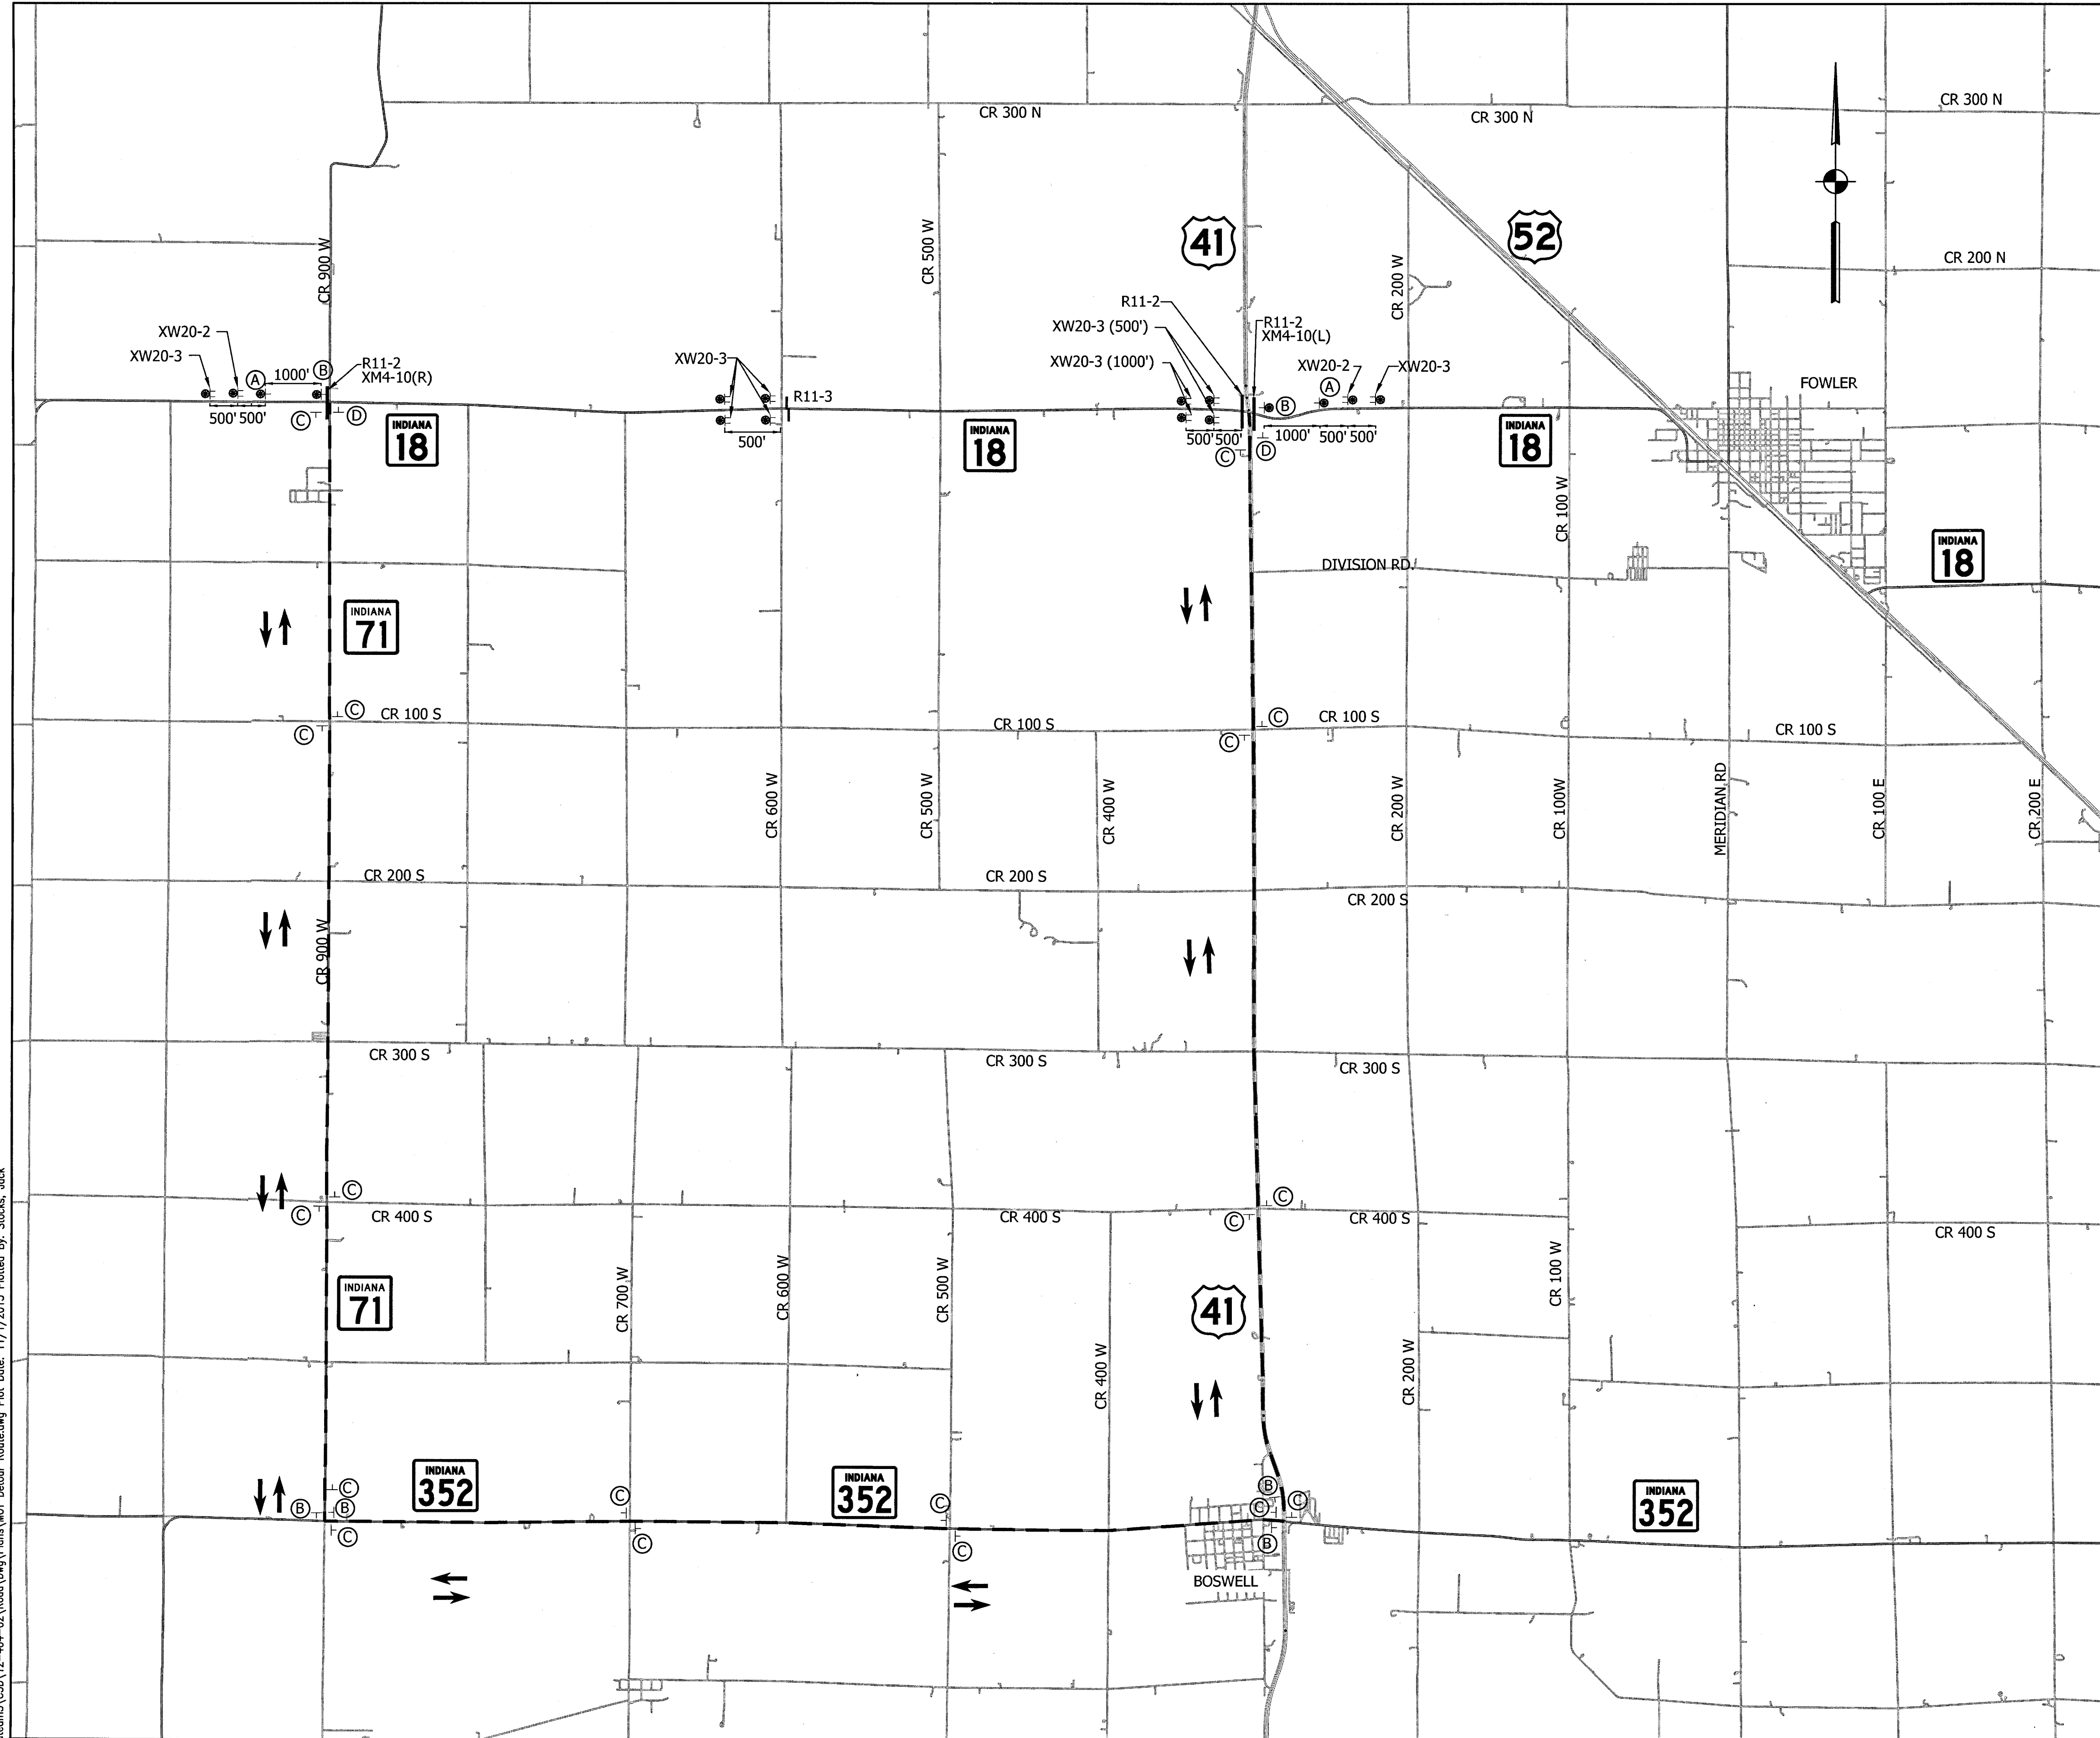 CR 300 N
CR 300 N
CR 300 N
CR 900 W
CR 500 W
41
CR 200 W
52
CR 200 N
XW20-2
XW20-3
A
1000'
B
R11-2
XM4-10(R)
500' 500'
C
D
INDIANA
18
XW20-3
R11-3
500'
INDIANA
18
R11-2
XW20-3 (500')
XW20-3 (1000')
R11-2
XM4-10(L)
XW20-2
XW20-3
A
B
500' 500'
1000'
500' 500'
C
D
INDIANA
18
FOWLER
CR 100 W
DIVISION RD.
INDIANA
18
INDIANA
71
C
CR 100 S
C
CR 100 S
C
CR 100 S
C
CR 100 S
CR 600 W
CR 500 W
CR 400 W
CR 200 W
CR 100W
MERIDIAN RD
CR 100 E
CR 200 E
CR 200 S
CR 200 S
CR 200 S
CR 900 W
CR 300 S
CR 300 S
CR 300 S
C
C
CR 400 S
CR 400 S
C
C
CR 400 S
CR 400 S
INDIANA
71
CR 700 W
CR 600 W
CR 500 W
CR 400 W
41
CR 200 W
CR 100 W
C
B
B
C
INDIANA
352
C
C
INDIANA
352
C
C
B
C
C
B
INDIANA
352
BOSWELL